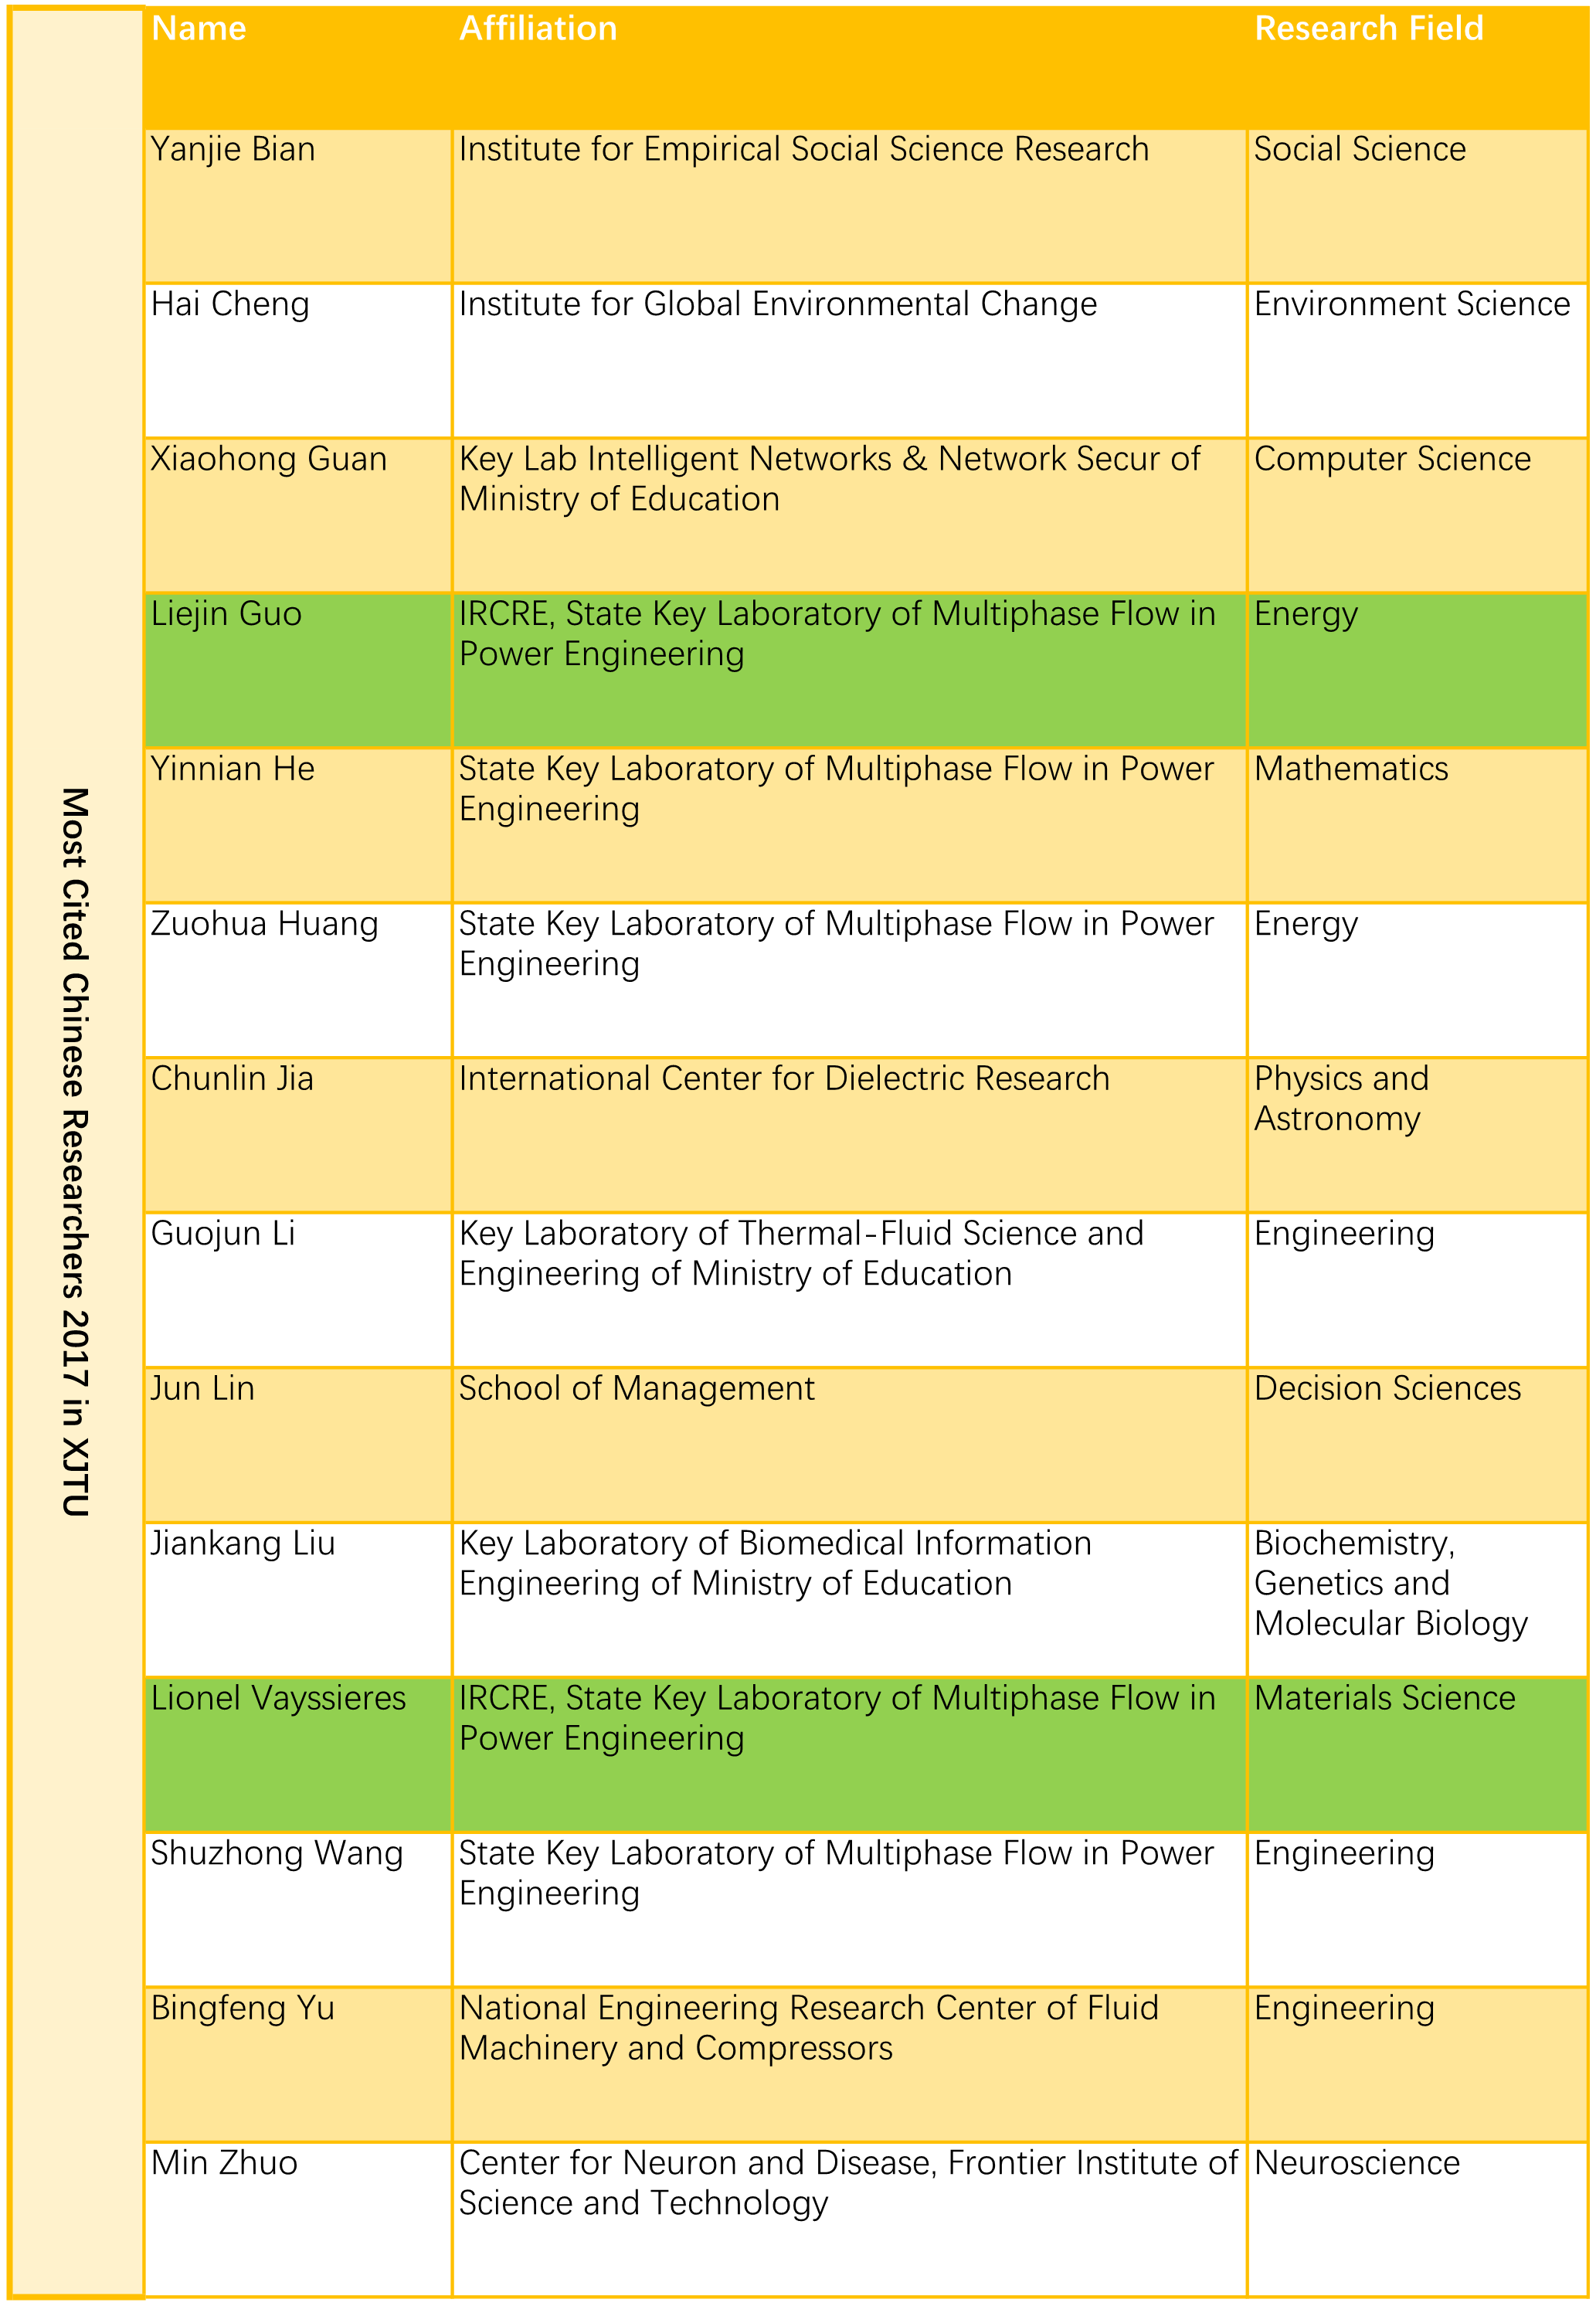 Most Cited Chinese Researchers 2017 in XJTU
Name Affiliation Research Field
Yanjie Bian Institute for Empirical Social Science Research Social Science
Hai Cheng Institute for Global Environmental Change Environment Science
Xiaohong Guan Key Lab Intelligent Networks & Network Secur of Computer Science
Ministry of Education
Liejin Guo IRCRE, State Key Laboratory of Multiphase Flow in Energy
Power Engineering
Yinnian He State Key Laboratory of Multiphase Flow in Power Mathematics
Engineering
Zuohua Huang State Key Laboratory of Multiphase Flow in Power Energy
Engineering
Chunlin Jia International Center for Dielectric Research Physics and
Astronomy
Guojun Li Key Laboratory of Thermal-Fluid Science and Engineering
Engineering of Ministry of Education
Jun Lin School of Management Decision Sciences
Jiankang Liu Key Laboratory of Biomedical Information Biochemistry,
Engineering of Ministry of Education Genetics and
Molecular Biology
Lionel Vayssieres IRCRE, State Key Laboratory of Multiphase Flow in Materials Science
Power Engineering
Shuzhong Wang State Key Laboratory of Multiphase Flow in Power Engineering
Engineering
Bingfeng Yu National Engineering Research Center of Fluid Engineering
Machinery and Compressors
Min Zhuo Center for Neuron and Disease, Frontier Institute of Neuroscience
Science and Technology